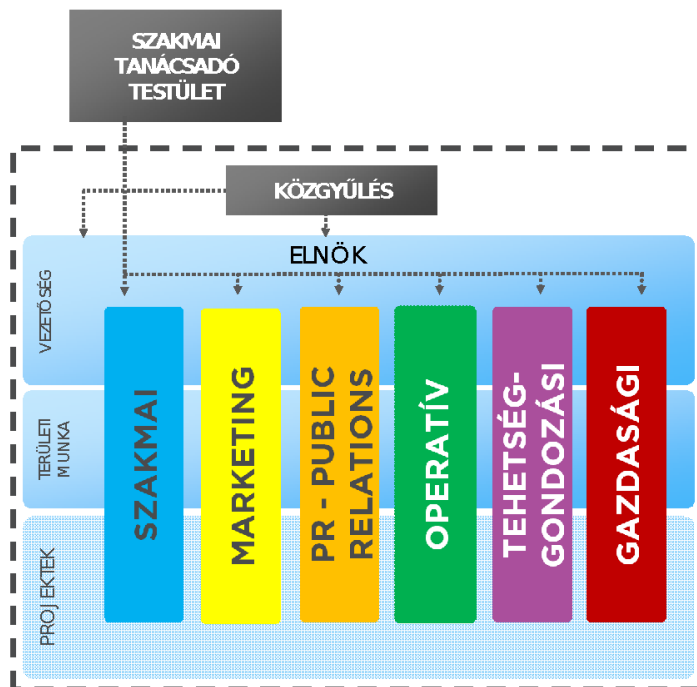 SZAKMAI
TANÁCSADÓ
TESTÜLET
KÖZGYŰLÉS
ELNÖK
VEZETŐSÉG
TERÜLETI
MUNKA
PROJEKTEK
SZAKMAI
MARKETING
PR - PUBLIC
RELATIONS
OPERATÍV
TEHETSÉG-
GONDOZÁSI
GAZDASÁGI